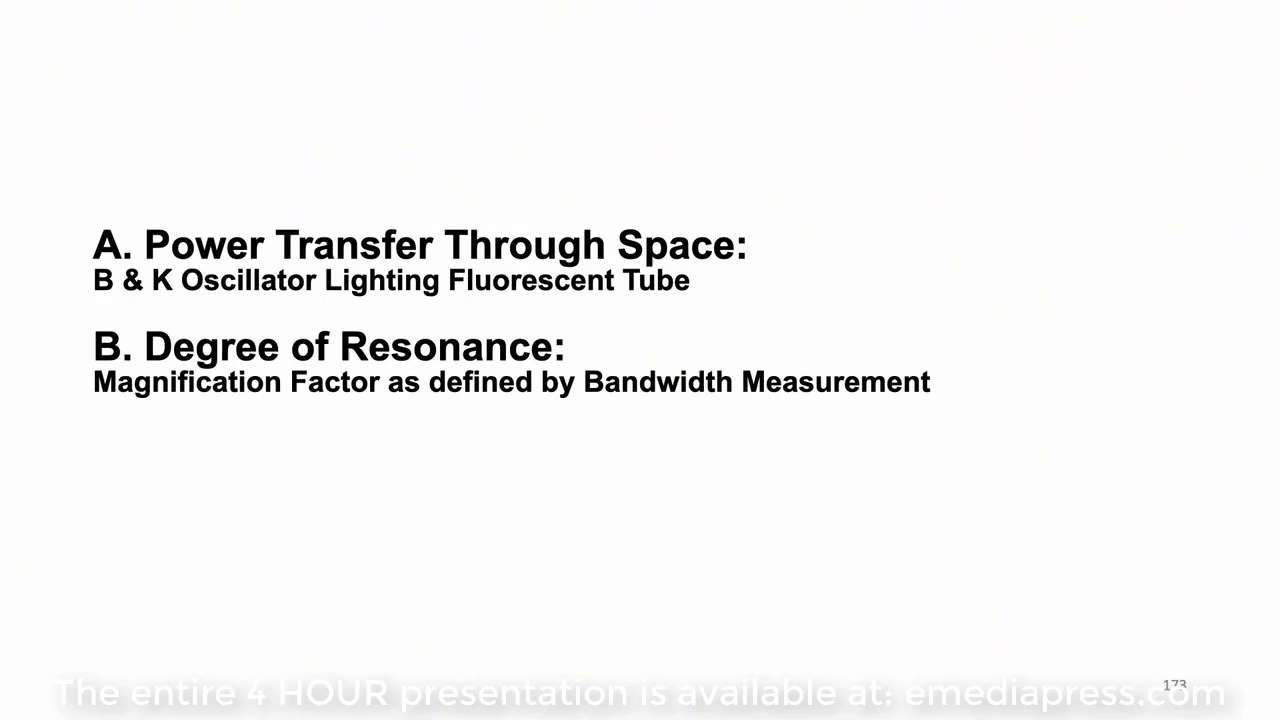 A. Power Transfer Through Space:
B & K Oscillator Lighting Fluorescent Tube
B. Degree of Resonance:
Magnification Factor as defined by Bandwidth Measurement
173
The entire 4 HOUR presentation is available at: emediapress.com